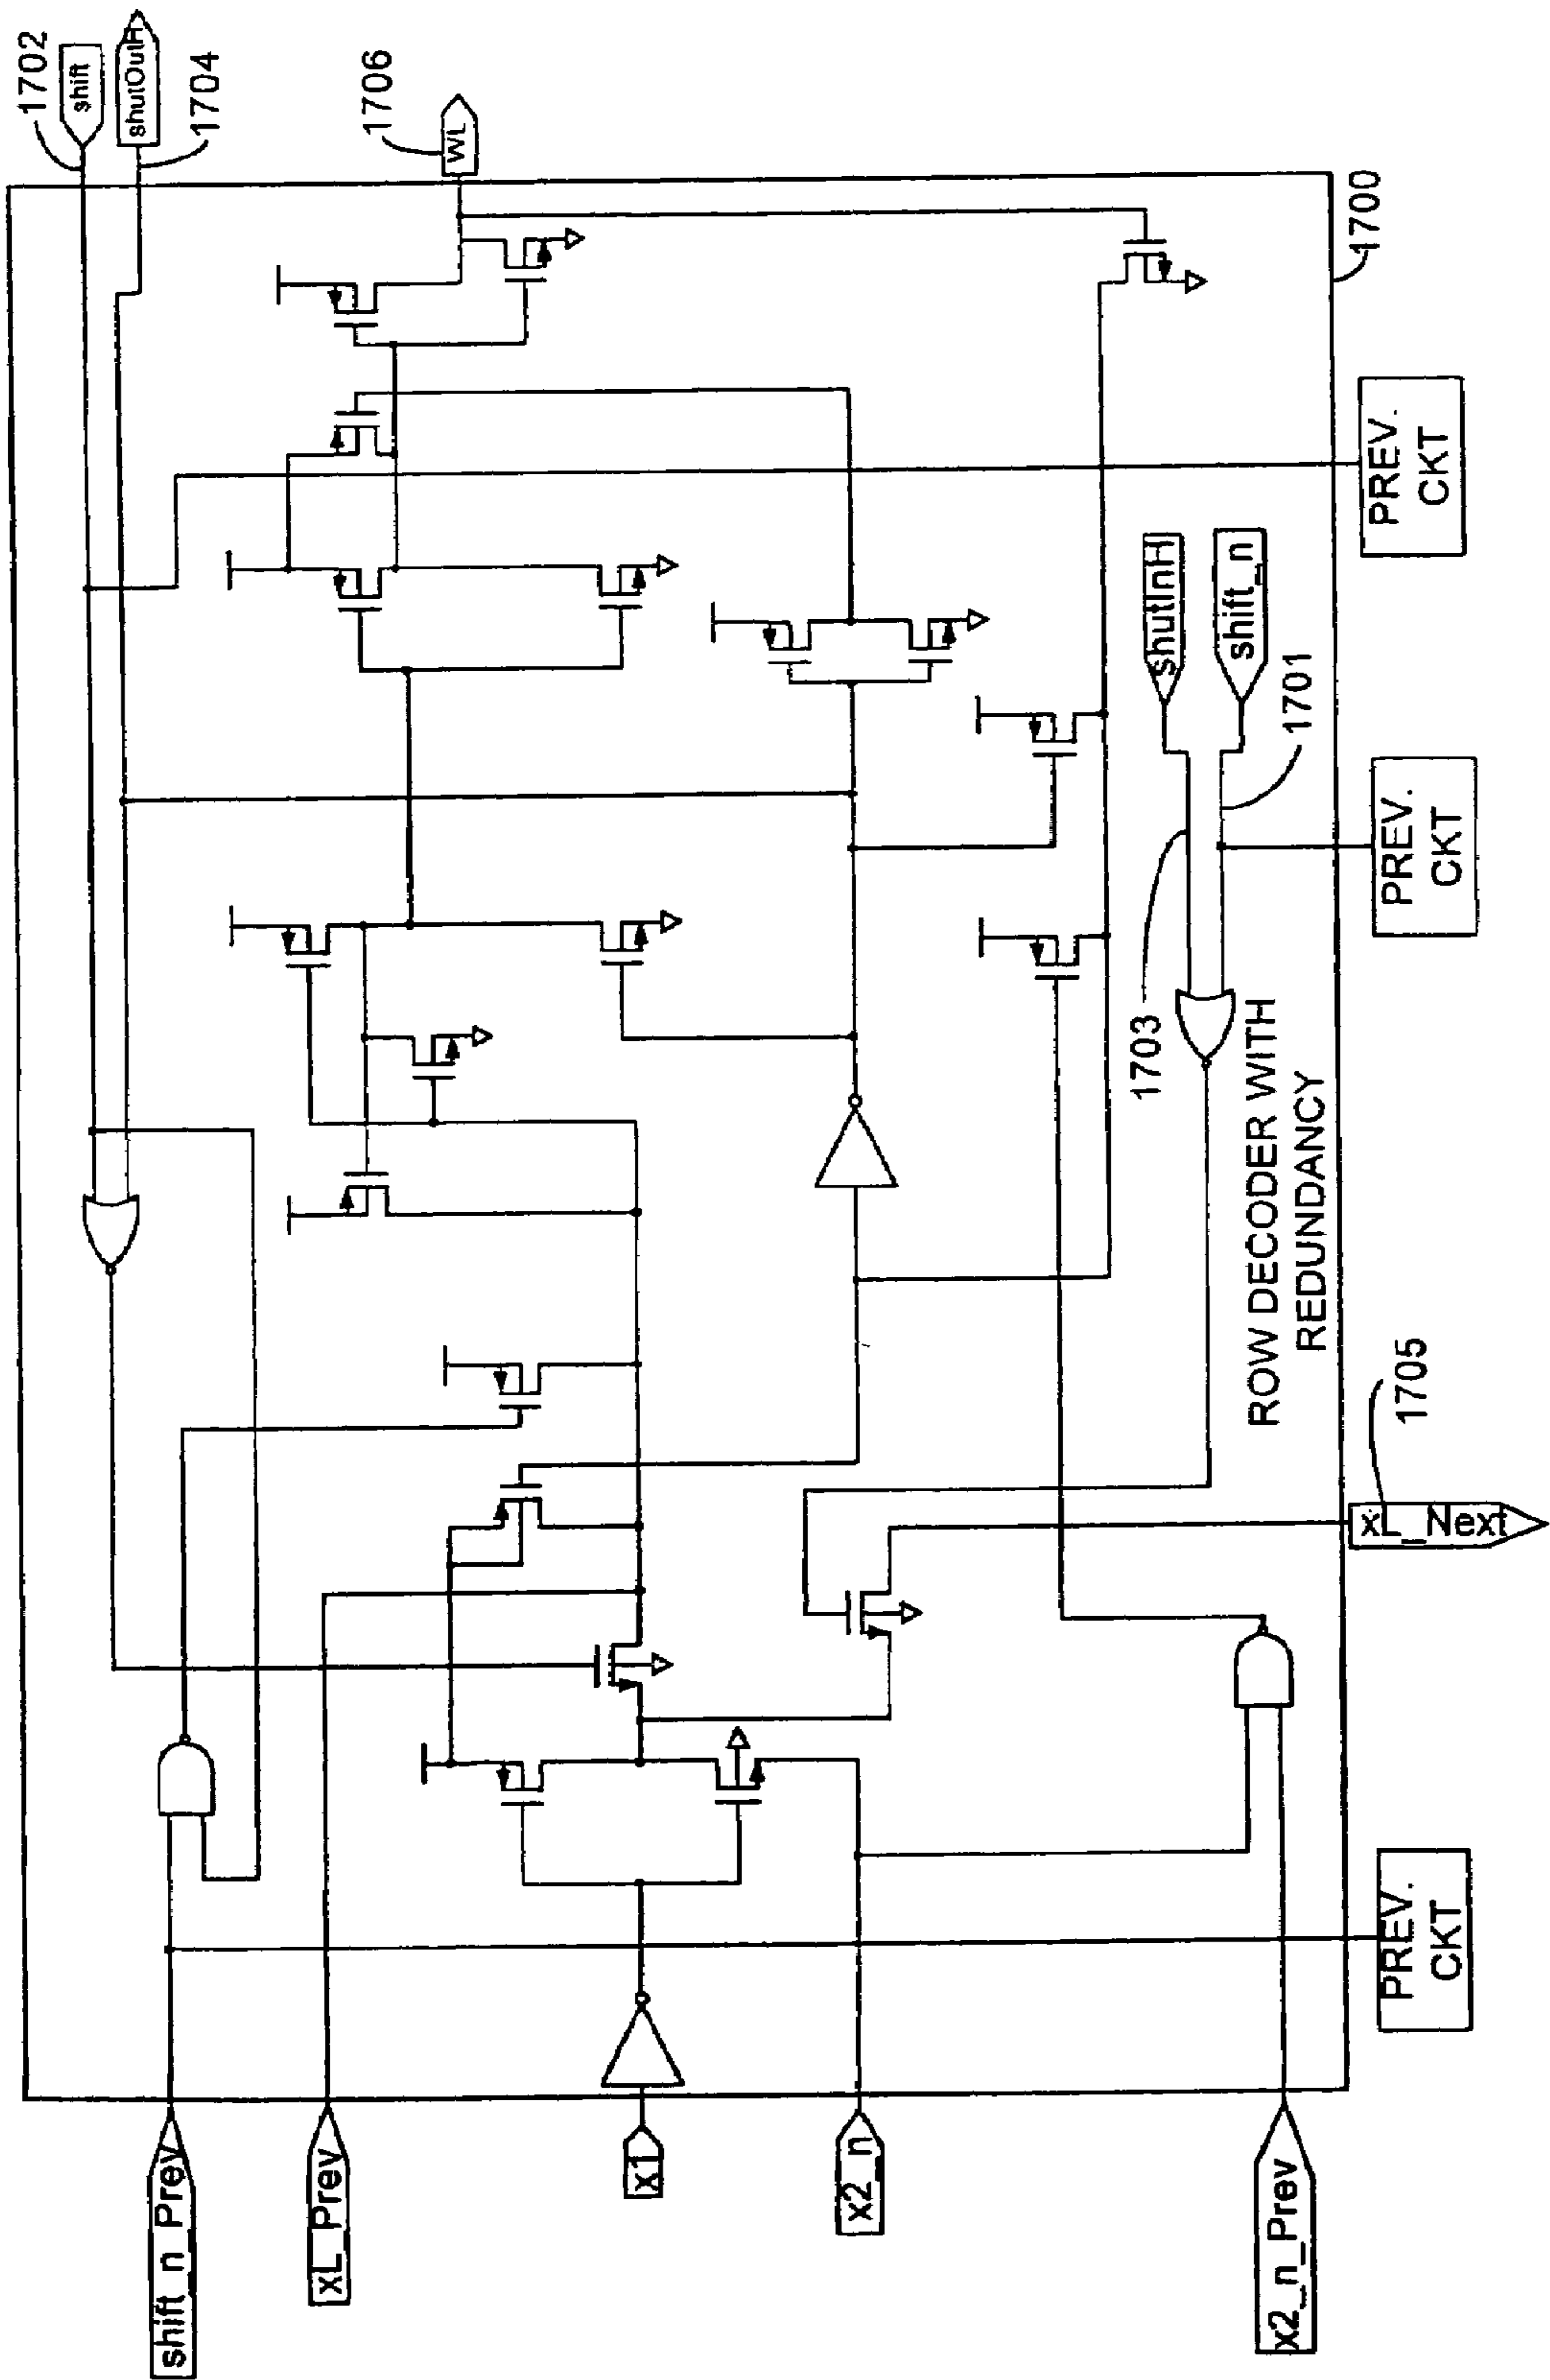 1702
shift
shutOutH
1704
1706
WL
1700
PREV.
CKT
shutInH
shift_n
1701
PREV.
CKT
1703
ROW DECODER WITH
REDUNDANCY
1705
xL_Next
PREV.
CKT
shift_n_Prev
xL_Prev
x1
x2_n
x2_n_Prev